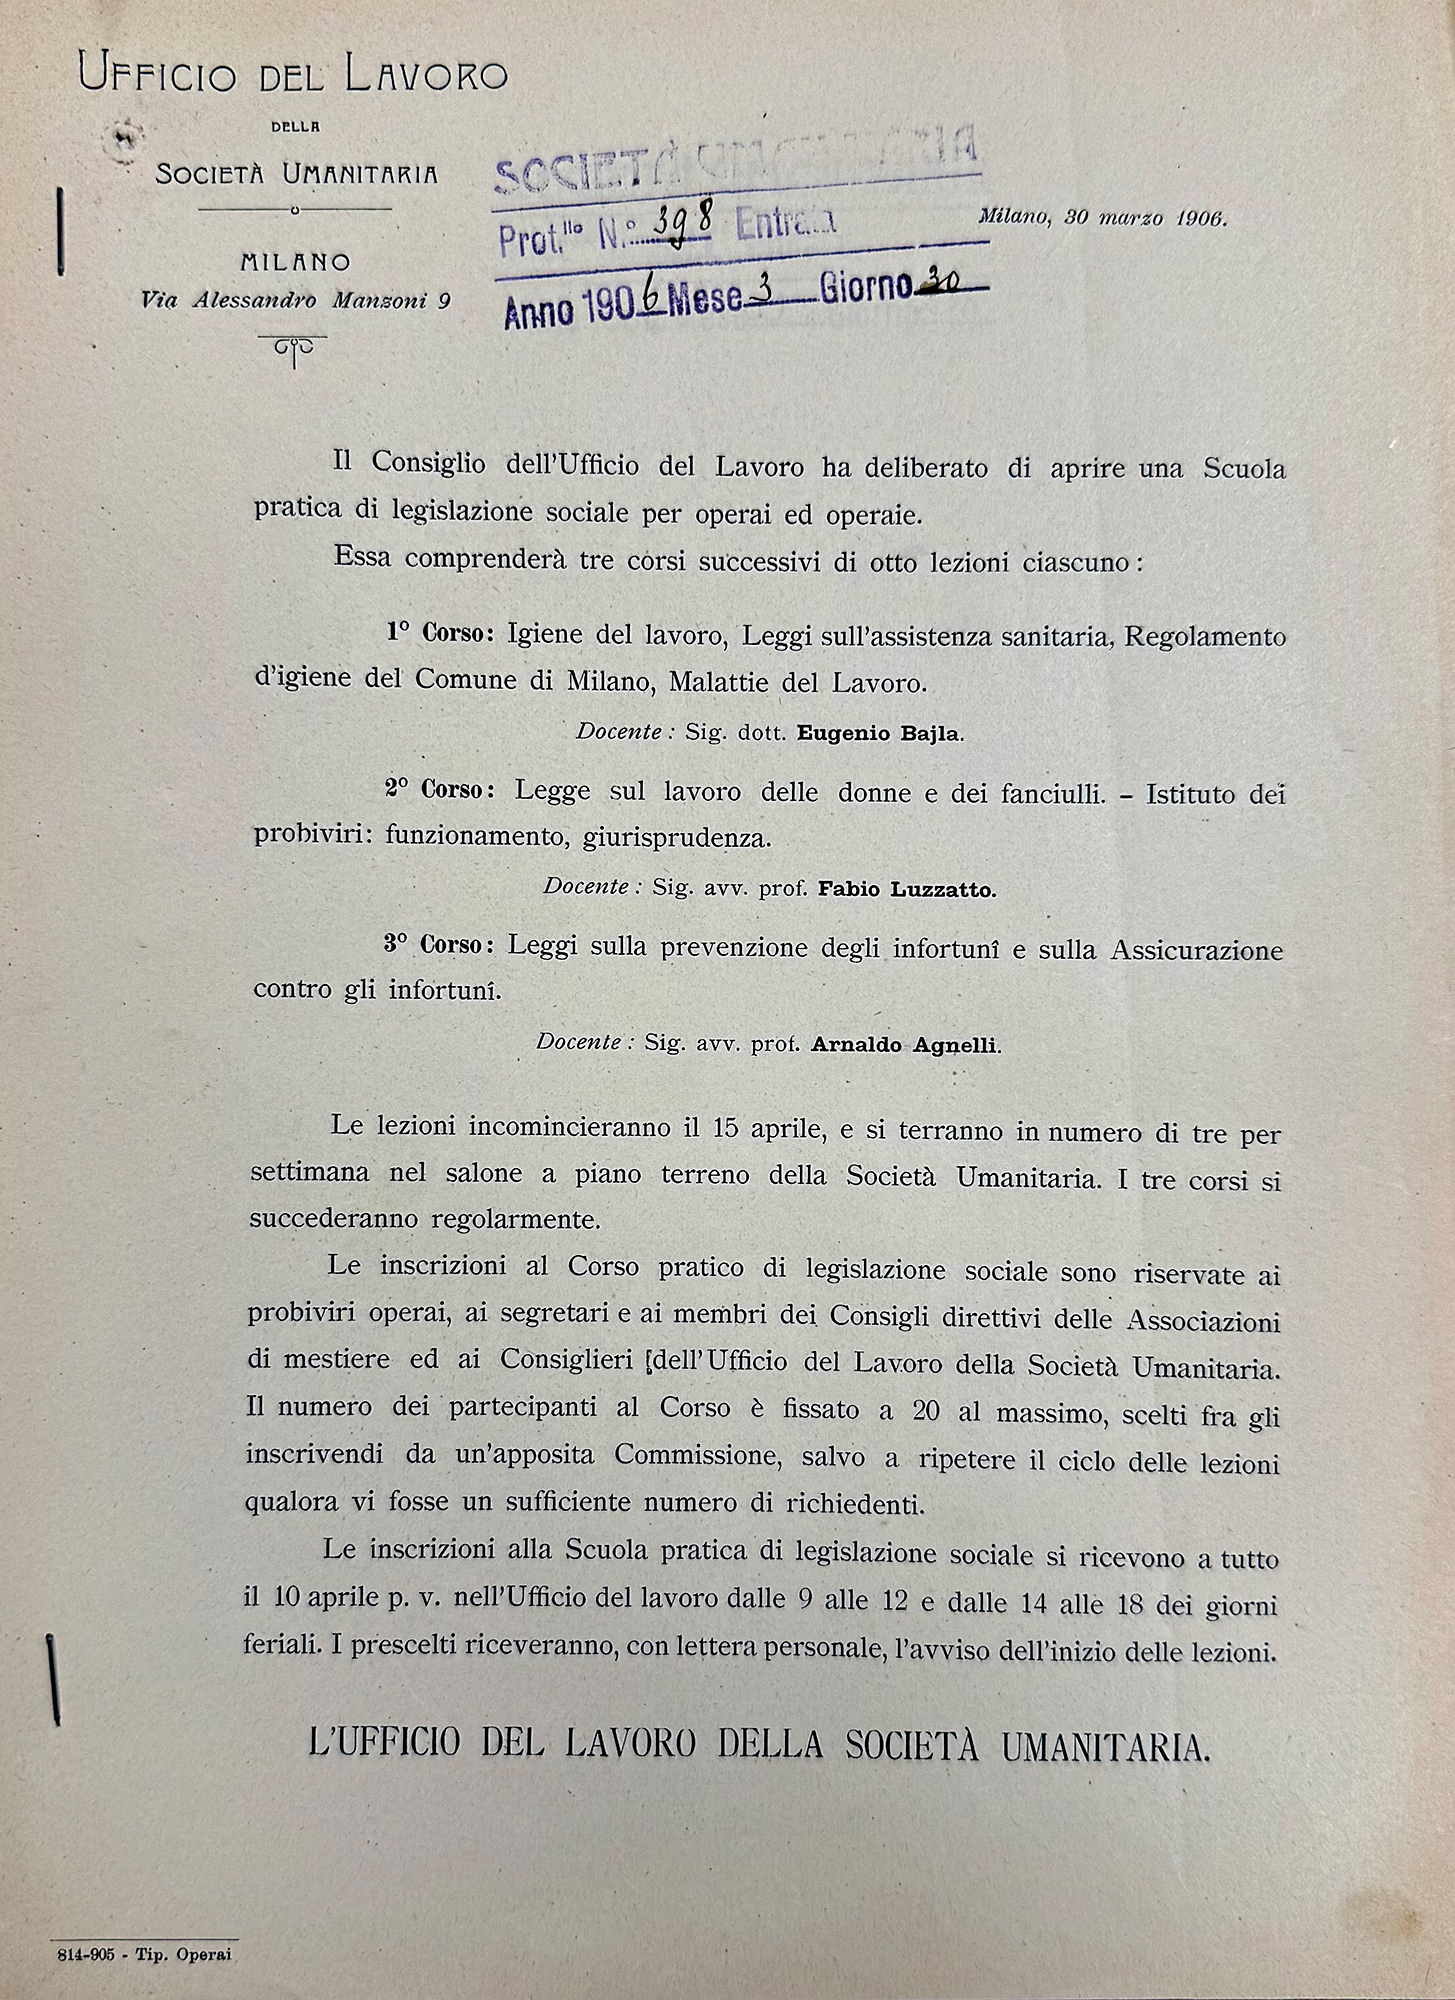 UFFICIO DEL LAVORO
DELLA
SOCIETÀ UMANITARIA
MILANO
Via Alessandro Manzoni 9
SOCIETÀ UMANITARIA
Prot.llo N.o 398 Entrata
Anno 1906 Mese 3 Giorno 30
Milano, 30 marzo 1906.
Il Consiglio dell'Ufficio del Lavoro ha deliberato di aprire una Scuola
pratica di legislazione sociale per operai ed operaie.
Essa comprenderà tre corsi successivi di otto lezioni ciascuno:
1º Corso: Igiene del lavoro, Leggi sull'assistenza sanitaria, Regolamento
d'igiene del Comune di Milano, Malattie del Lavoro.
Docente: Sig. dott. Eugenio Bajla.
2º Corso: Legge sul lavoro delle donne e dei fanciulli. – Istituto dei
probiviri: funzionamento, giurisprudenza.
Docente: Sig. avv. prof. Fabio Luzzatto.
3º Corso: Leggi sulla prevenzione degli infortunî e sulla Assicurazione
contro gli infortunî.
Docente: Sig. avv. prof. Arnaldo Agnelli.
Le lezioni incomincieranno il 15 aprile, e si terranno in numero di tre per
settimana nel salone a piano terreno della Società Umanitaria. I tre corsi si
succederanno regolarmente.
Le inscrizioni al Corso pratico di legislazione sociale sono riservate ai
probiviri operai, ai segretari e ai membri dei Consigli direttivi delle Associazioni
di mestiere ed ai Consiglieri [dell'Ufficio del Lavoro della Società Umanitaria.
Il numero dei partecipanti al Corso è fissato a 20 al massimo, scelti fra gli
inscrivendi da un'apposita Commissione, salvo a ripetere il ciclo delle lezioni
qualora vi fosse un sufficiente numero di richiedenti.
Le inscrizioni alla Scuola pratica di legislazione sociale si ricevono a tutto
il 10 aprile p. v. nell'Ufficio del lavoro dalle 9 alle 12 e dalle 14 alle 18 dei giorni
feriali. I prescelti riceveranno, con lettera personale, l'avviso dell'inizio delle lezioni.
L'UFFICIO DEL LAVORO DELLA SOCIETÀ UMANITARIA.
814-905 - Tip. Operai